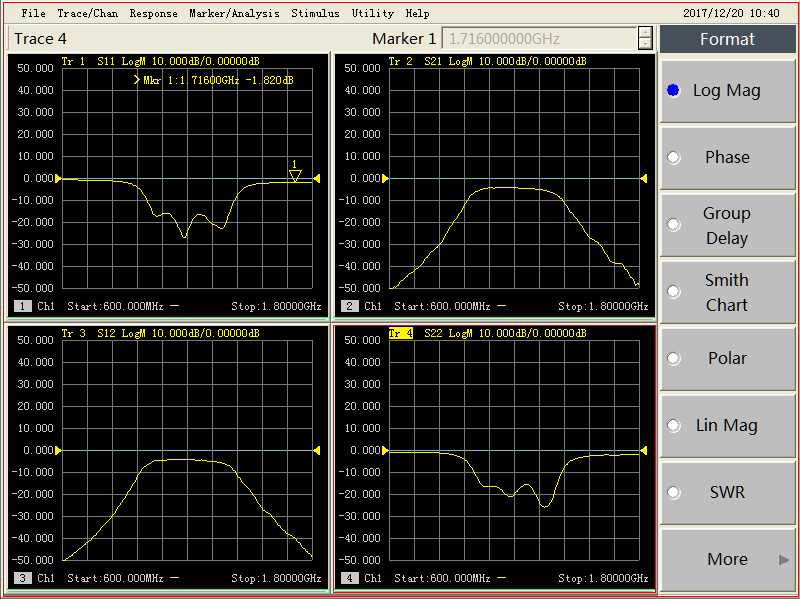 File Trace/Chan Response Marker/Analysis Stimulus Utility Help 2017/12/20 10:40
Trace 4 Marker 1 1.716000000GHz
Format
Log Mag
Phase
Group
Delay
Smith
Chart
Polar
Lin Mag
SWR
More
Tr 1 S11 LogM 10.000dB/0.00000dB
>Mkr 1:1 71600GHz -1.820dB
50.000
40.000
30.000
20.000
10.000
0.000
-10.000
-20.000
-30.000
-40.000
-50.000
1
1 Ch1 Start:600.000MHz — Stop:1.80000GHz
Tr 2 S21 LogM 10.000dB/0.00000dB
50.000
40.000
30.000
20.000
10.000
0.000
-10.000
-20.000
-30.000
-40.000
-50.000
2 Ch1 Start:600.000MHz — Stop:1.80000GHz
Tr 3 S12 LogM 10.000dB/0.00000dB
50.000
40.000
30.000
20.000
10.000
0.000
-10.000
-20.000
-30.000
-40.000
-50.000
3 Ch1 Start:600.000MHz — Stop:1.80000GHz
Tr 4 S22 LogM 10.000dB/0.00000dB
50.000
40.000
30.000
20.000
10.000
0.000
-10.000
-20.000
-30.000
-40.000
-50.000
4 Ch1 Start:600.000MHz — Stop:1.80000GHz